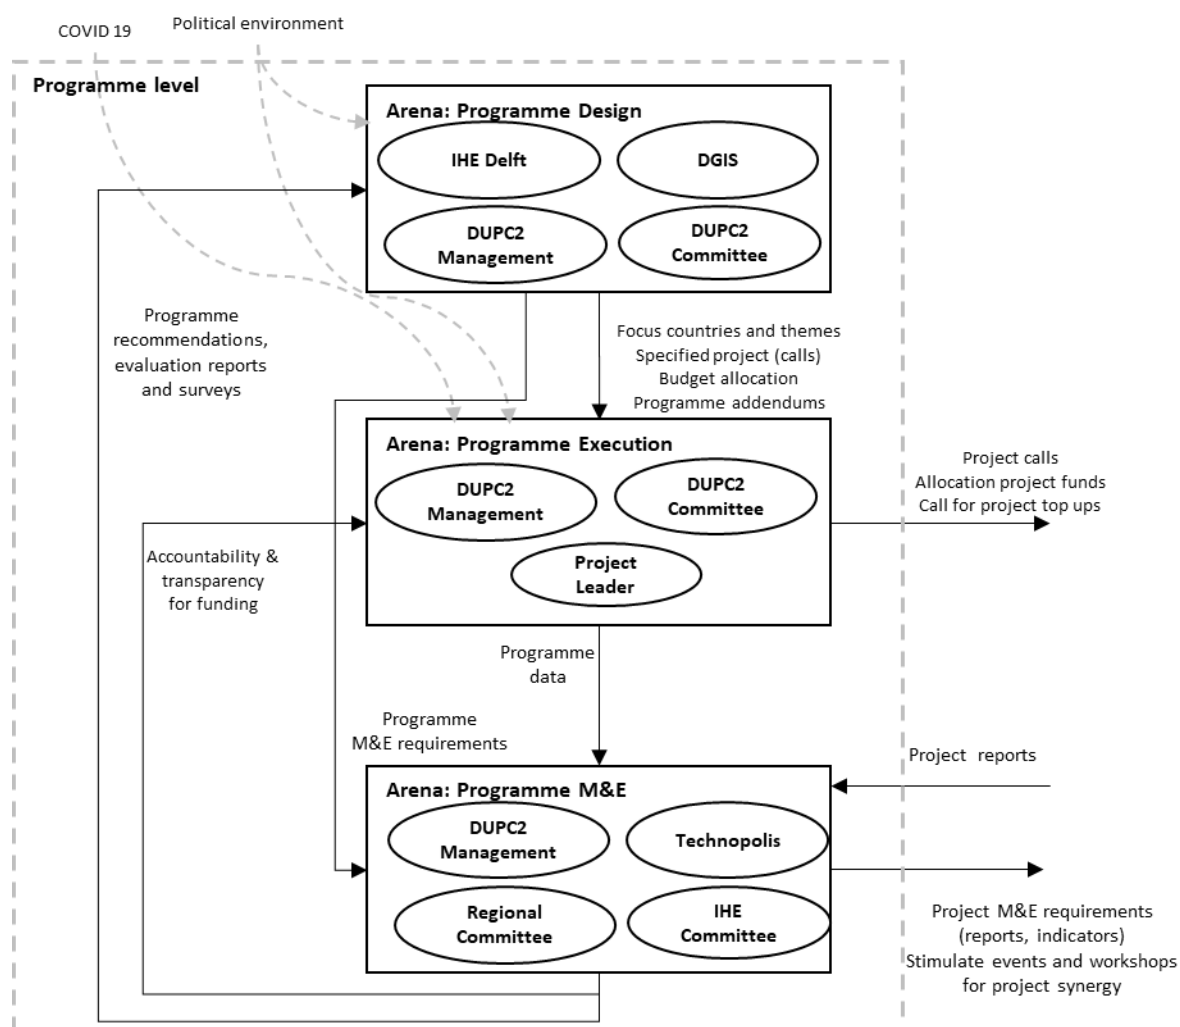 COVID 19
Political environment
Programme level
Arena: Programme Design
IHE Delft
DGIS
DUPC2
Management
DUPC2
Committee
Programme
recommendations,
evaluation reports
and surveys
Focus countries and themes
Specified project (calls)
Budget allocation
Programme addendums
Arena: Programme Execution
DUPC2
Management
DUPC2
Committee
Project
Leader
Project calls
Allocation project funds
Call for project top ups
Accountability &
transparency
for funding
Programme
data
Programme
M&E requirements
Project reports
Arena: Programme M&E
DUPC2
Management
Technopolis
Regional
Committee
IHE
Committee
Project M&E requirements
(reports, indicators)
Stimulate events and workshops
for project synergy